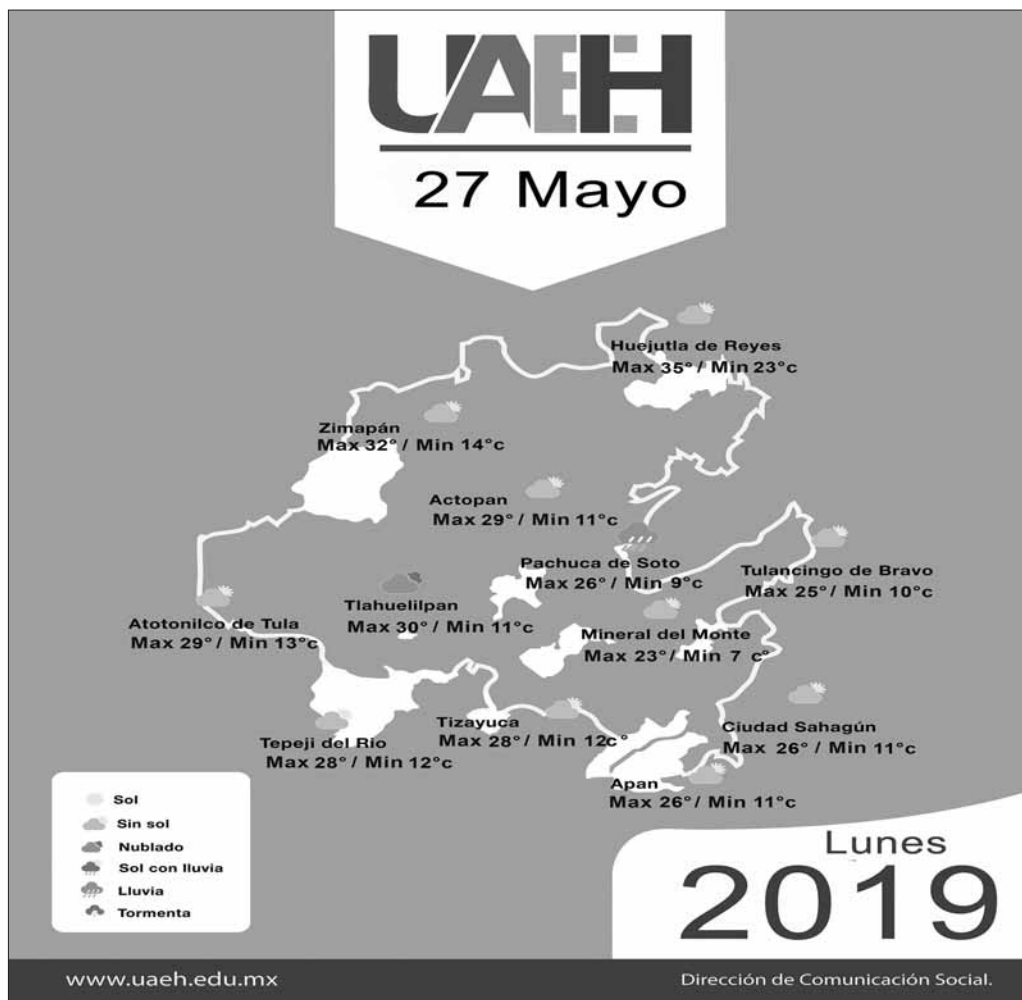 UAEH
27 Mayo
Huejutla de Reyes
Max 35° / Min 23°c
Zimapán
Max 32° / Min 14°c
Actopan
Max 29° / Min 11°c
Pachuca de Soto
Max 26° / Min 9°c
Tulancingo de Bravo
Max 25° / Min 10°c
Tlahuelilpan
Max 30° / Min 11°c
Atotonilco de Tula
Max 29° / Min 13°c
Mineral del Monte
Max 23° / Min 7 c°
Tizayuca
Max 28° / Min 12c°
Ciudad Sahagún
Max 26° / Min 11°c
Tepeji del Río
Max 28° / Min 12°c
Apan
Max 26° / Min 11°c
Sol
Sin sol
Nublado
Sol con lluvia
Lluvia
Tormenta
Lunes
2019
www.uaeh.edu.mx
Dirección de Comunicación Social.